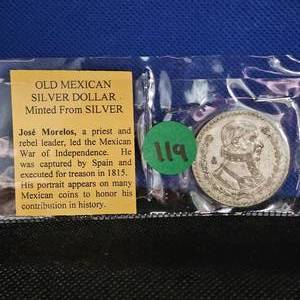 OLD MEXICAN
SILVER DOLLAR
Minted From SILVER
José Morelos, a priest and
rebel leader, led the Mexican
War of Independence. He
was captured by Spain and
executed for treason in 1815.
His portrait appears on many
Mexican coins to honor his
contribution in history.
119